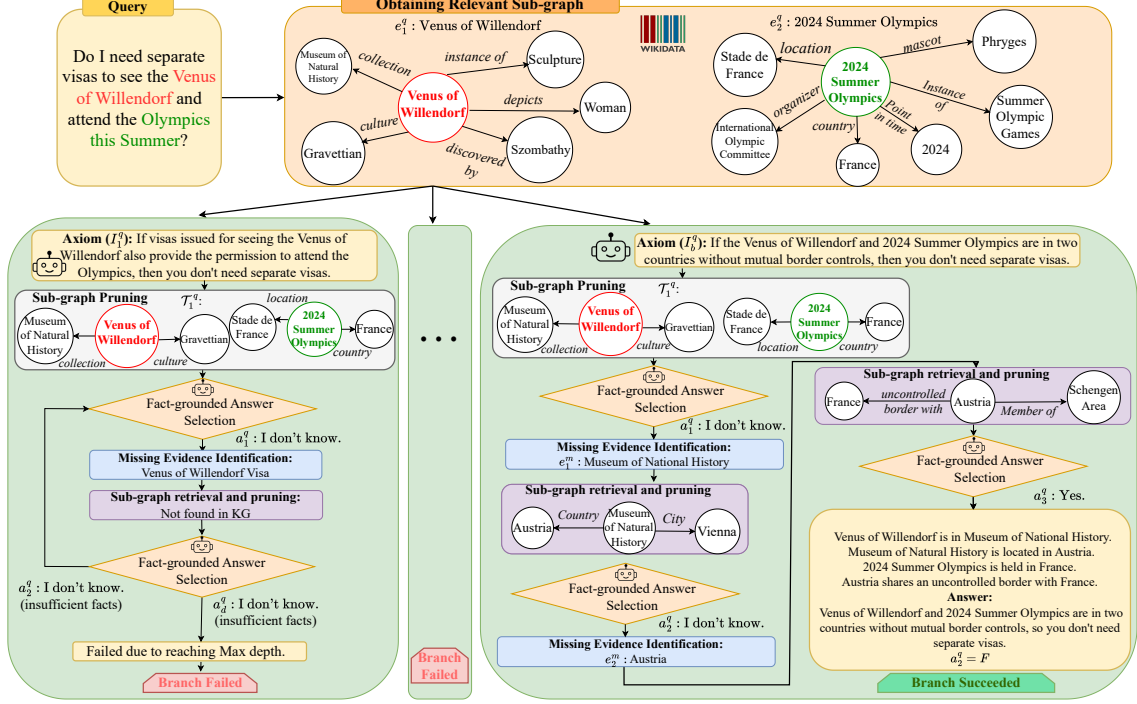 Query
Do I need separate
visas to see the Venus
of Willendorf and
attend the Olympics
this Summer?
Obtaining Relevant Sub-graph
e_1^q : Venus of Willendorf
WIKIDATA
e_2^q : 2024 Summer Olympics
Museum of
Natural
History
collection
instance of
Sculpture
Venus of
Willendorf
depicts
Woman
culture
Gravettian
discovered
by
Szombathy
Stade de
France
location
mascot
Phryges
2024
Summer
Olympics
organizer
International
Olympic
Committee
country
France
Point
in time
2024
Instance
of
Summer
Olympic
Games
Axiom (I_1^q): If visas issued for seeing the Venus of
Willendorf also provide the permission to attend the
Olympics, then you don't need separate visas.
Sub-graph Pruning
T_1^q:
Museum
of Natural
History
collection
Venus of
Willendorf
culture
Gravettian
location
Stade de
France
2024
Summer
Olympics
country
France
Fact-grounded Answer
Selection
a_1^q : I don't know.
Missing Evidence Identification:
Venus of Willendorf Visa
Sub-graph retrieval and pruning:
Not found in KG
Fact-grounded Answer
Selection
a_2^q : I don't know.
(insufficient facts)
a_d^q : I don't know.
(insufficient facts)
Failed due to reaching Max depth.
Branch Failed
• • •
Branch
Failed
Axiom (I_b^q): If the Venus of Willendorf and 2024 Summer Olympics are in two
countries without mutual border controls, then you don't need separate visas.
Sub-graph Pruning
T_1^q:
Museum
of Natural
History
collection
Venus of
Willendorf
culture
Gravettian
Stade de
France
location
2024
Summer
Olympics
country
France
Fact-grounded Answer
Selection
a_1^q : I don't know.
Missing Evidence Identification:
e_1^m : Museum of National History
Sub-graph retrieval and pruning
Austria
Country
Museum
of Natural
History
City
Vienna
Fact-grounded Answer
Selection
a_2^q : I don't know.
Missing Evidence Identification:
e_2^m : Austria
Sub-graph retrieval and pruning
France
uncontrolled
border with
Austria
Member of
Schengen
Area
Fact-grounded Answer
Selection
a_3^q : Yes.
Venus of Willendorf is in Museum of National History.
Museum of Natural History is located in Austria.
2024 Summer Olympics is held in France.
Austria shares an uncontrolled border with France.
Answer:
Venus of Willendorf and 2024 Summer Olympics are in two
countries without mutual border controls, so you don't need
separate visas.
a_2^q = F
Branch Succeeded